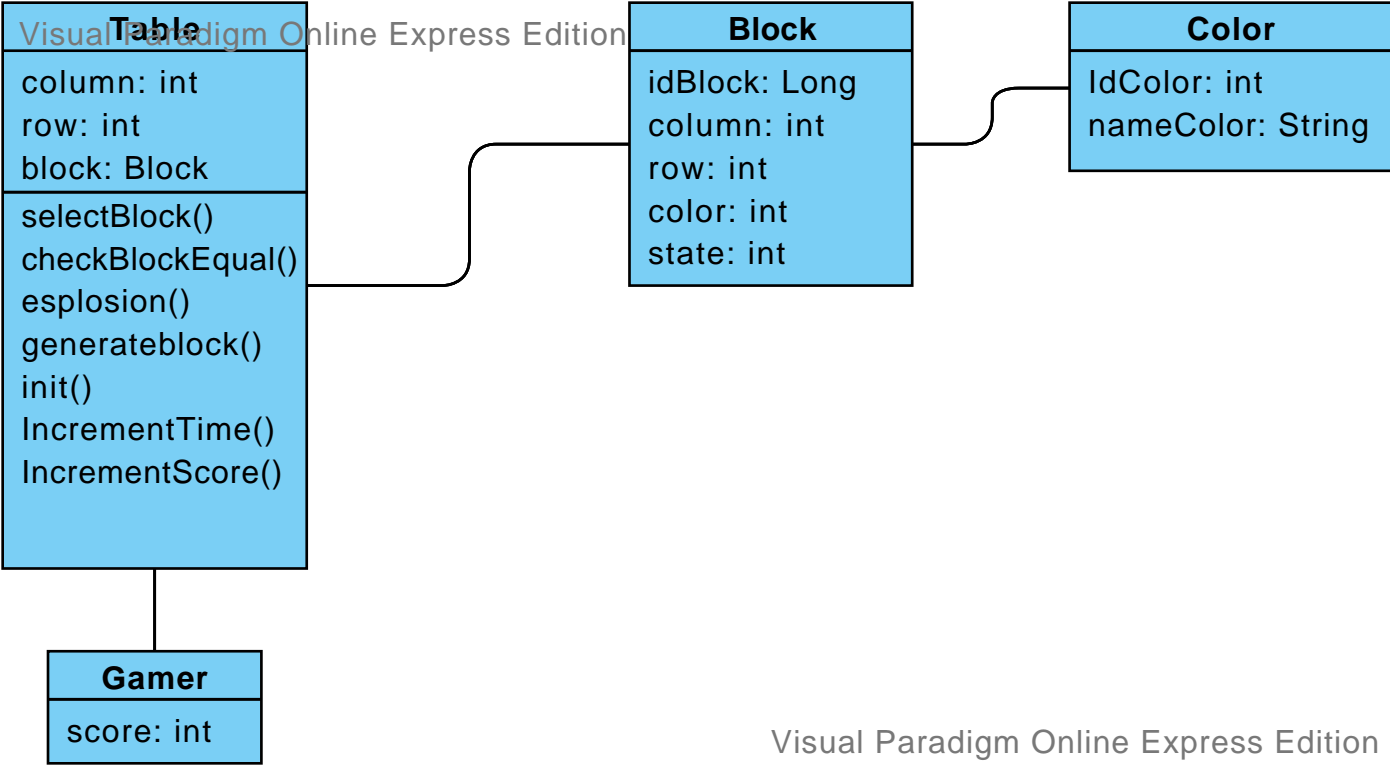 Table
Visual Paradigm Online Express Edition
column: int
row: int
block: Block
selectBlock()
checkBlockEqual()
esplosion()
generateblock()
init()
IncrementTime()
IncrementScore()
Block
idBlock: Long
column: int
row: int
color: int
state: int
Color
IdColor: int
nameColor: String
Gamer
score: int
Visual Paradigm Online Express Edition